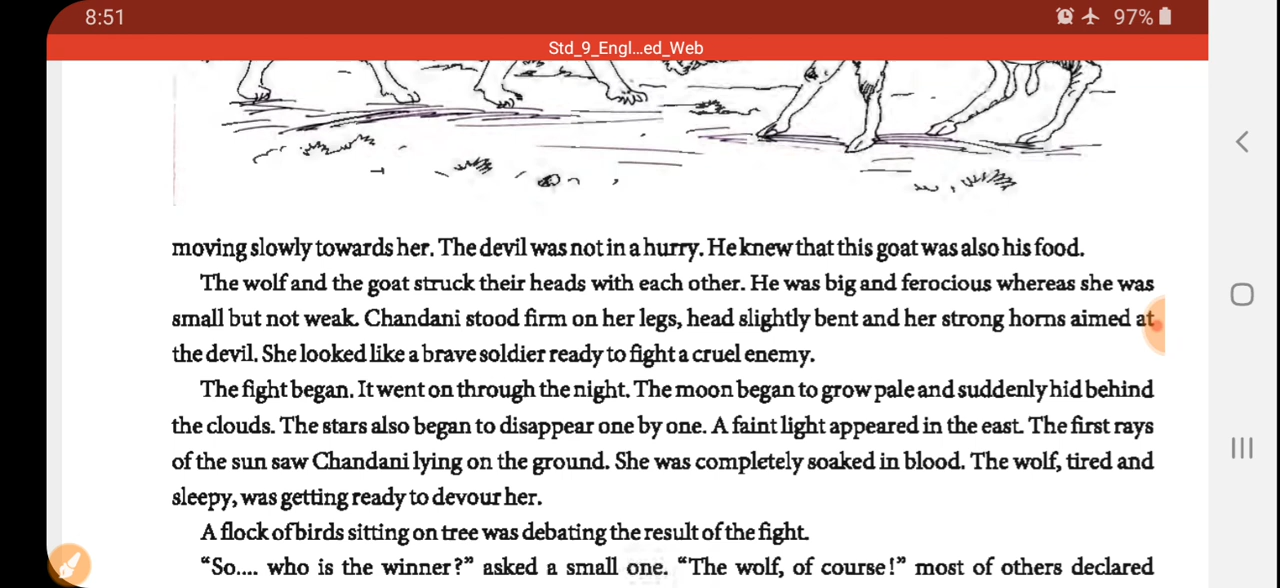 8:51
97%
Std_9_Engl...ed_Web
moving slowly towards her. The devil was not in a hurry. He knew that this goat was also his food.
The wolf and the goat struck their heads with each other. He was big and ferocious whereas she was
small but not weak. Chandani stood firm on her legs, head slightly bent and her strong horns aimed at
the devil. She looked like a brave soldier ready to fight a cruel enemy.
The fight began. It went on through the night. The moon began to grow pale and suddenly hid behind
the clouds. The stars also began to disappear one by one. A faint light appeared in the east. The first rays
of the sun saw Chandani lying on the ground. She was completely soaked in blood. The wolf, tired and
sleepy, was getting ready to devour her.
A flock of birds sitting on tree was debating the result of the fight.
“So.... who is the winner?” asked a small one. “The wolf, of course!” most of others declared